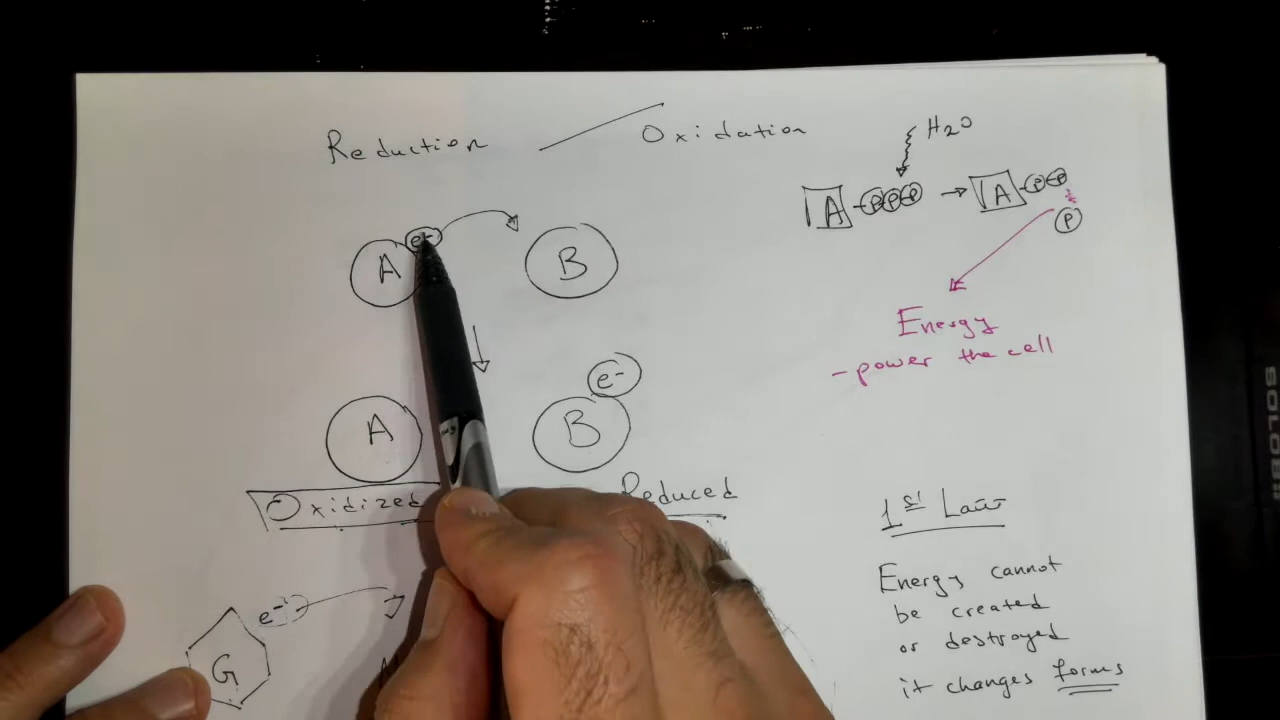 Reduction / Oxidation
H2O
A - P P P → A - P P
P
A e- B
Energy
- power the cell
A B e-
Oxidized Reduced
1st Law
Energy cannot
be created
or destroyed
it changes forms
e-
G